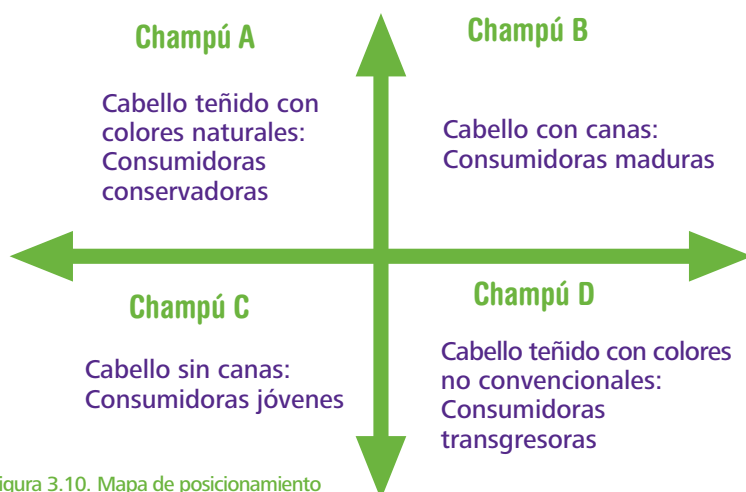 Champú A
Cabello teñido con
colores naturales:
Consumidoras
conservadoras
Champú B
Cabello con canas:
Consumidoras maduras
Champú C
Cabello sin canas:
Consumidoras jóvenes
Champú D
Cabello teñido con colores
no convencionales:
Consumidoras
transgresoras
igura 3.10. Mapa de posicionamiento